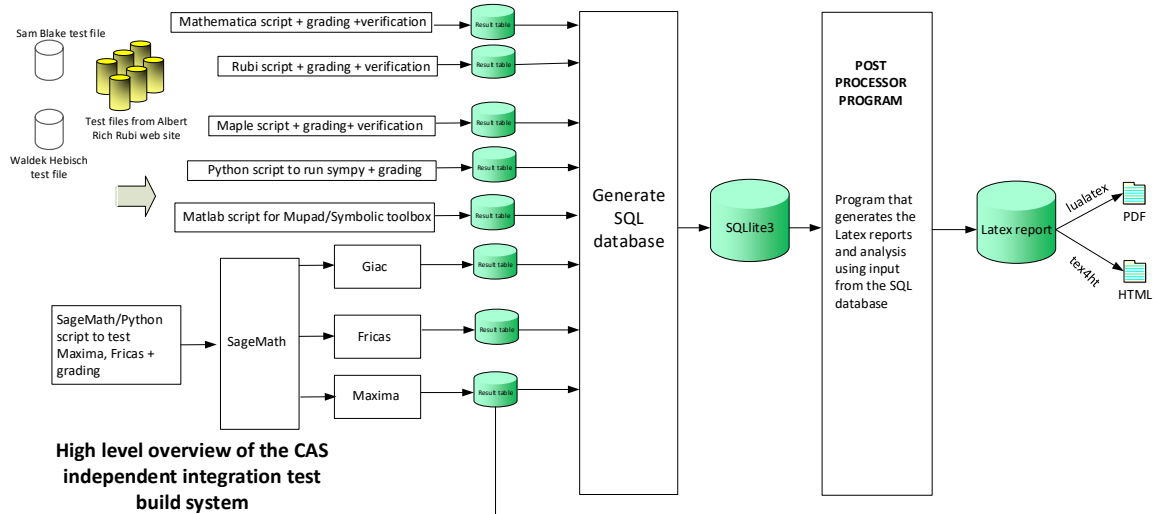 Sam Blake test file
Test files from Albert
Rich Rubi web site
Waldek Hebisch
test file
Mathematica script + grading +verification
Result table
Rubi script + grading + verification
Result table
Maple script + grading+ verification
Result table
Python script to run sympy + grading
Result table
Matlab script for Mupad/Symbolic toolbox
Result table
SageMath/Python
script to test
Maxima, Fricas +
grading
SageMath
Giac
Result table
Fricas
Result table
Maxima
Result table
High level overview of the CAS
independent integration test
build system
Generate
SQL
database
SQLlite3
POST
PROCESSOR
PROGRAM
Program that
generates the
Latex reports
and analysis
using input
from the SQL
database
Latex report
lualatex
PDF
tex4ht
HTML